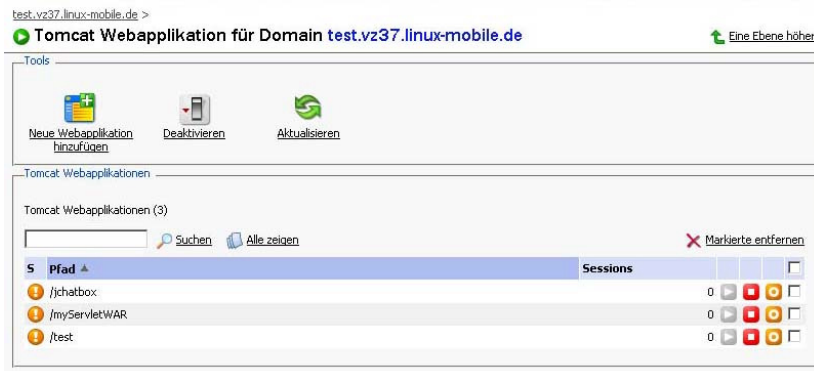 test.vz37.linux-mobile.de >
Tomcat Webapplikation für Domain test.vz37.linux-mobile.de
Eine Ebene höher
Tools
Neue Webapplikation hinzufügen
Deaktivieren
Aktualisieren
Tomcat Webapplikationen
Tomcat Webapplikationen (3)
Suchen Alle zeigen Markierte entfernen
S Pfad Sessions
/jchatbox 0
/myServletWAR 0
/test 0